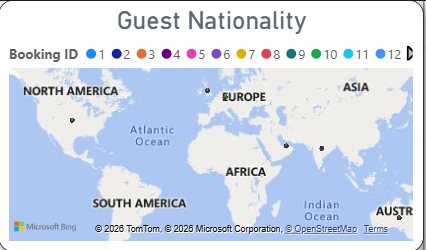 Guest Nationality
Booking ID 1 2 3 4 5 6 7 8 9 10 11 12
NORTH AMERICA
EUROPE
ASIA
Atlantic
Ocean
AFRICA
SOUTH AMERICA
Indian
Ocean
AUSTR
Microsoft Bing
© 2026 TomTom, © 2026 Microsoft Corporation, © OpenStreetMap Terms